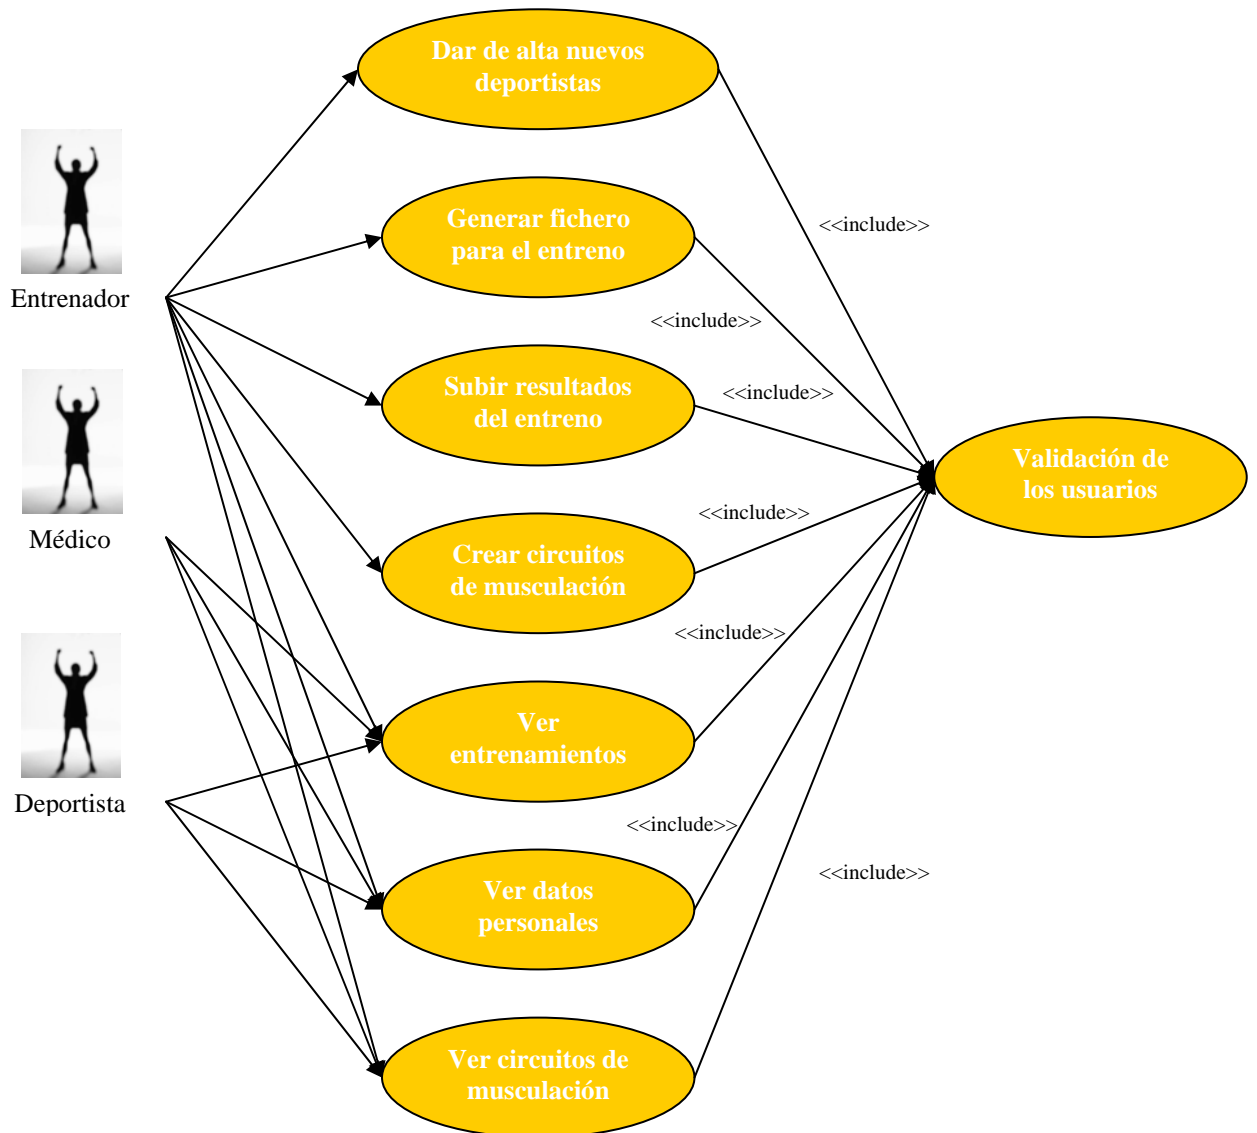 Dar de alta nuevos
deportistas
Entrenador
Generar fichero
para el entreno
<<include>>
<<include>>
Subir resultados
del entreno
<<include>>
Médico
Validación de
los usuarios
Crear circuitos
de musculación
<<include>>
<<include>>
Ver
entrenamientos
Deportista
<<include>>
Ver datos
personales
<<include>>
Ver circuitos de
musculación